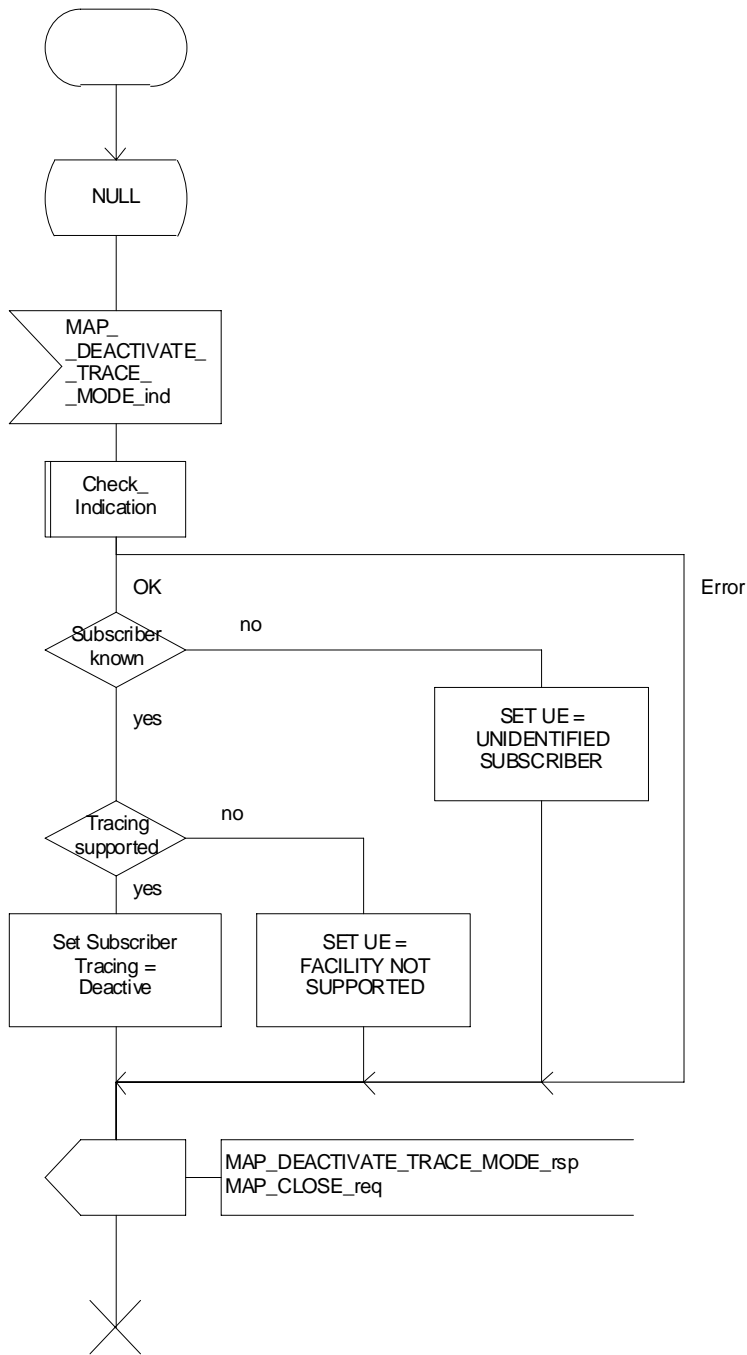 NULL
MAP_
_DEACTIVATE_
_TRACE_
_MODE_ind
Check_
Indication
OK
Error
Subscriber
known
no
yes
SET UE =
UNIDENTIFIED
SUBSCRIBER
Tracing
supported
no
yes
Set Subscriber
Tracing =
Deactive
SET UE =
FACILITY NOT
SUPPORTED
MAP_DEACTIVATE_TRACE_MODE_rsp
MAP_CLOSE_req